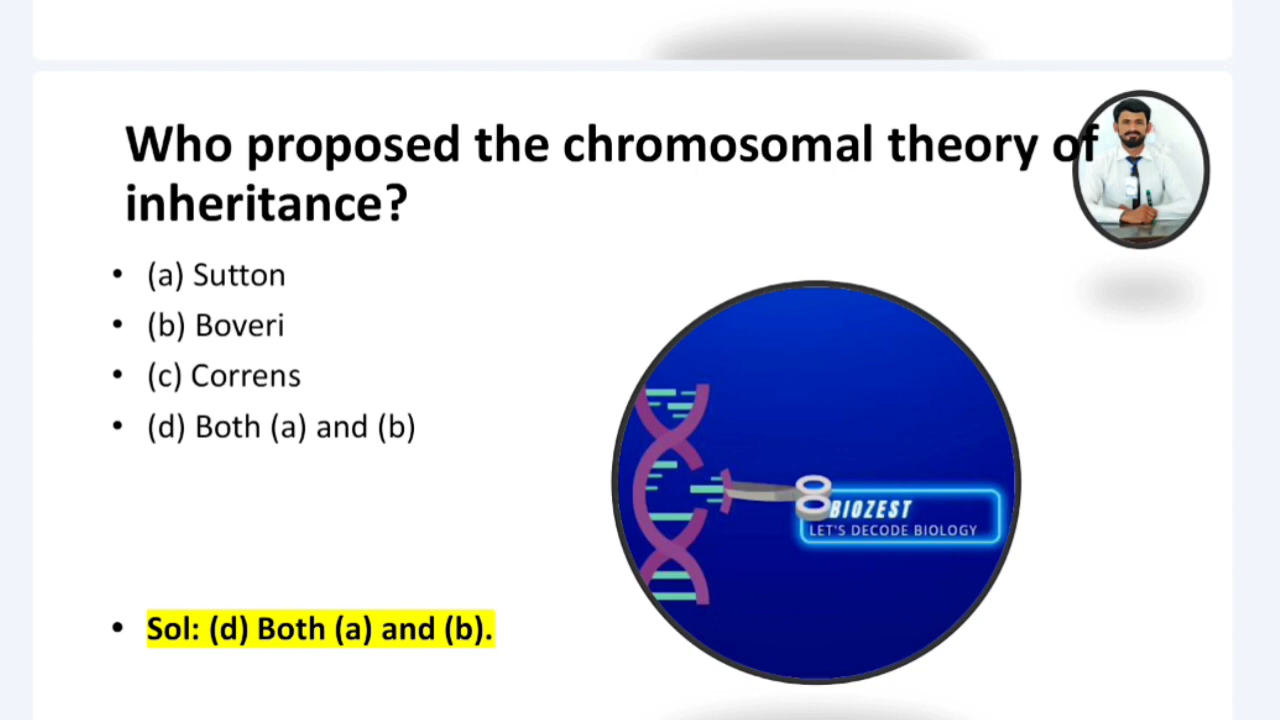 Who proposed the chromosomal theory of
inheritance?
• (a) Sutton
• (b) Boveri
• (c) Correns
• (d) Both (a) and (b)
BIOZEST
LET'S DECODE BIOLOGY
• Sol: (d) Both (a) and (b).